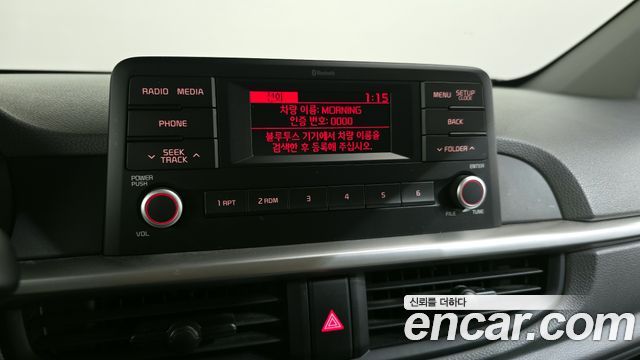 Bluetooth
RADIO MEDIA
PHONE
SEEK
TRACK
POWER
PUSH
VOL
1:15
차량 이름: MORNING
인증 번호: 0000
블루투스 기기에서 차량 이름을
검색한 후 등록해 주십시오.
MENU SETUP
CLOCK
BACK
FOLDER
ENTER
FILE TUNE
1 RPT 2 RDM 3 4 5 6
신뢰를 더하다
encar.com